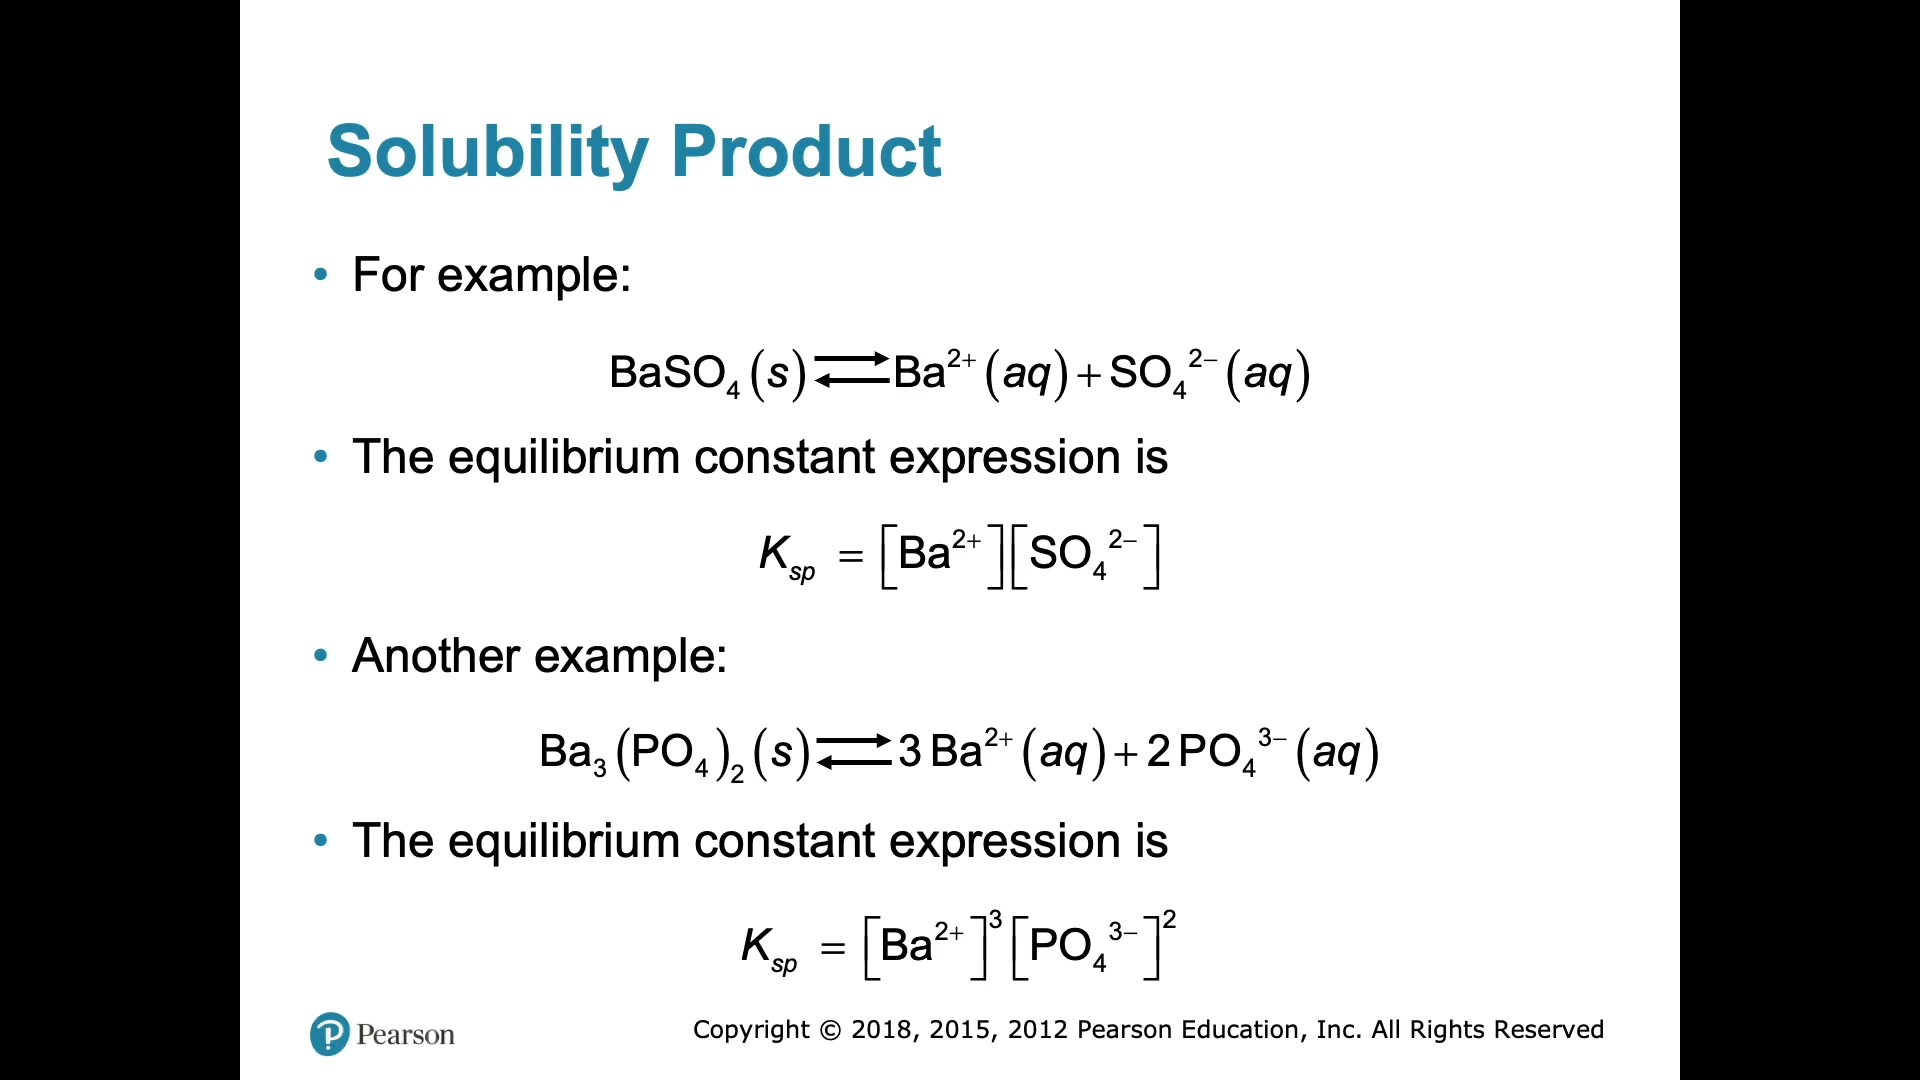 Solubility Product
• For example:
BaSO₄(s)⇌Ba²⁺(aq)+SO₄²⁻(aq)
• The equilibrium constant expression is
Kₛₚ = [Ba²⁺][SO₄²⁻]
• Another example:
Ba₃(PO₄)₂(s)⇌3 Ba²⁺(aq)+2 PO₄³⁻(aq)
• The equilibrium constant expression is
Kₛₚ = [Ba²⁺]³[PO₄³⁻]²
Pearson
Copyright © 2018, 2015, 2012 Pearson Education, Inc. All Rights Reserved